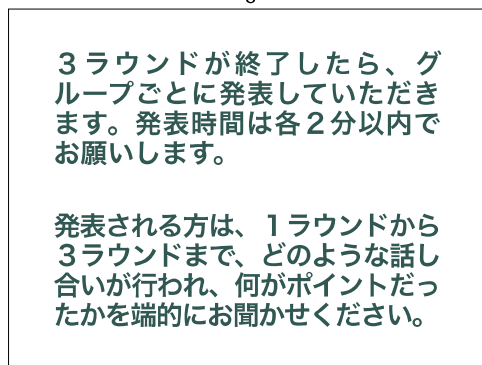 ３ラウンドが終了したら、グ
ループごとに発表していただき
ます。発表時間は各２分以内で
お願いします。
発表される方は、１ラウンドから
３ラウンドまで、どのような話し
合いが行われ、何がポイントだっ
たかを端的にお聞かせください。